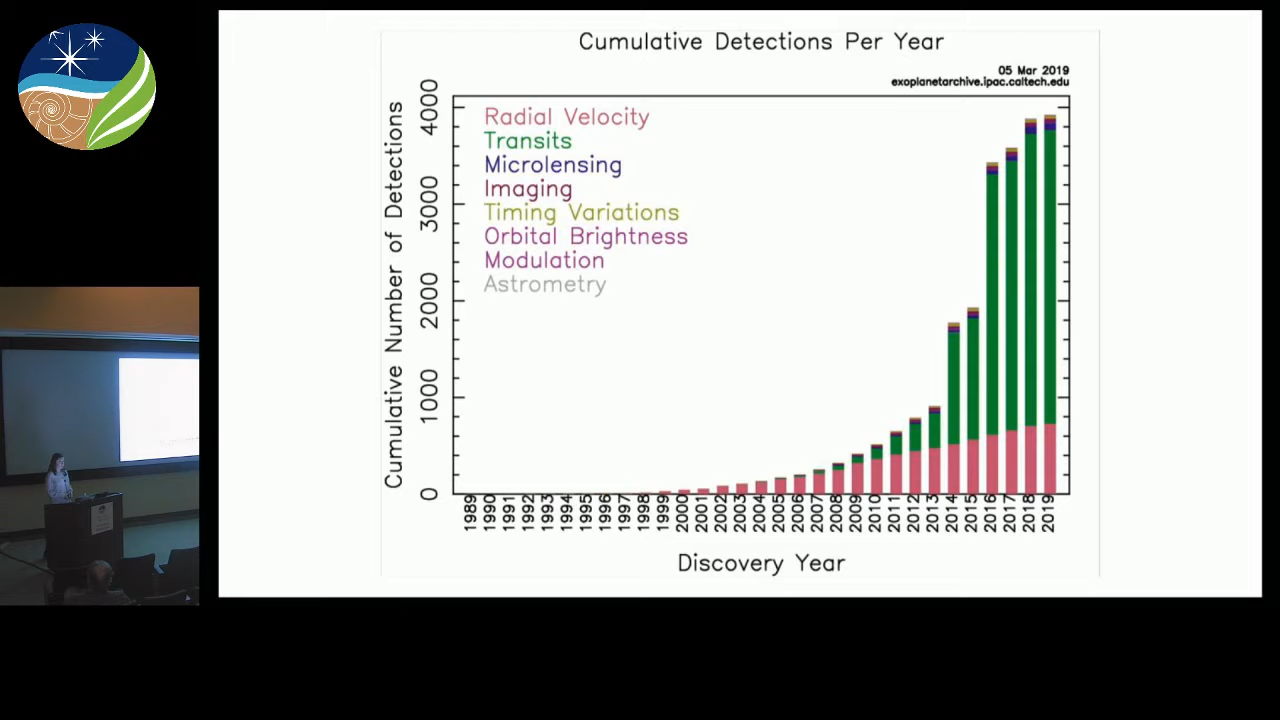 Cumulative Detections Per Year
05 Mar 2019
exoplanetarchive.ipac.caltech.edu
Radial Velocity
Transits
Microlensing
Imaging
Timing Variations
Orbital Brightness
Modulation
Astrometry
Cumulative Number of Detections
4000
3000
2000
1000
0
1989 1990 1991 1992 1993 1994 1995 1996 1997 1998 1999 2000 2001 2002 2003 2004 2005 2006 2007 2008 2009 2010 2011 2012 2013 2014 2015 2016 2017 2018 2019
Discovery Year